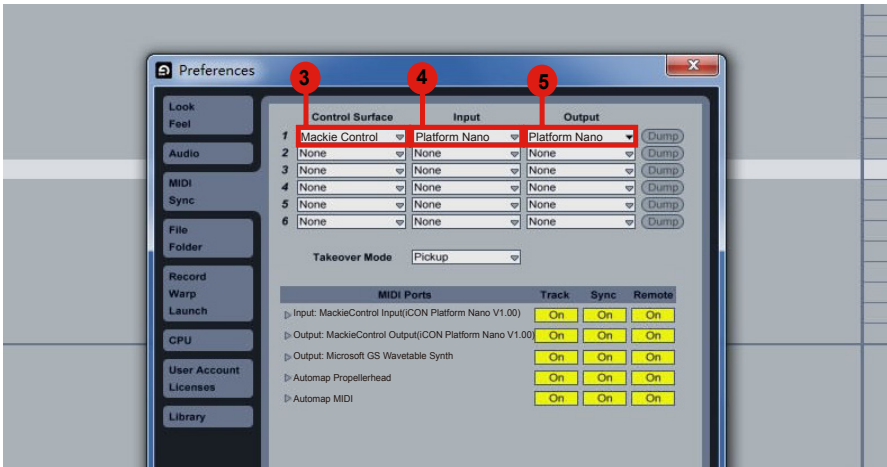 Preferences
3 4 5
Look
Feel
Audio
MIDI
Sync
File
Folder
Record
Warp
Launch
CPU
User Account
Licenses
Library
Control Surface Input Output
1 Mackie Control Platform Nano Platform Nano Dump
2 None None None Dump
3 None None None Dump
4 None None None Dump
5 None None None Dump
6 None None None Dump
Takeover Mode Pickup
MIDI Ports Track Sync Remote
Input: MackieControl Input(iCON Platform Nano V1.00) On On On
Output: MackieControl Output(iCON Platform Nano V1.00) On On On
Output: Microsoft GS Wavetable Synth On On On
Automap Propellerhead On On On
Automap MIDI On On On